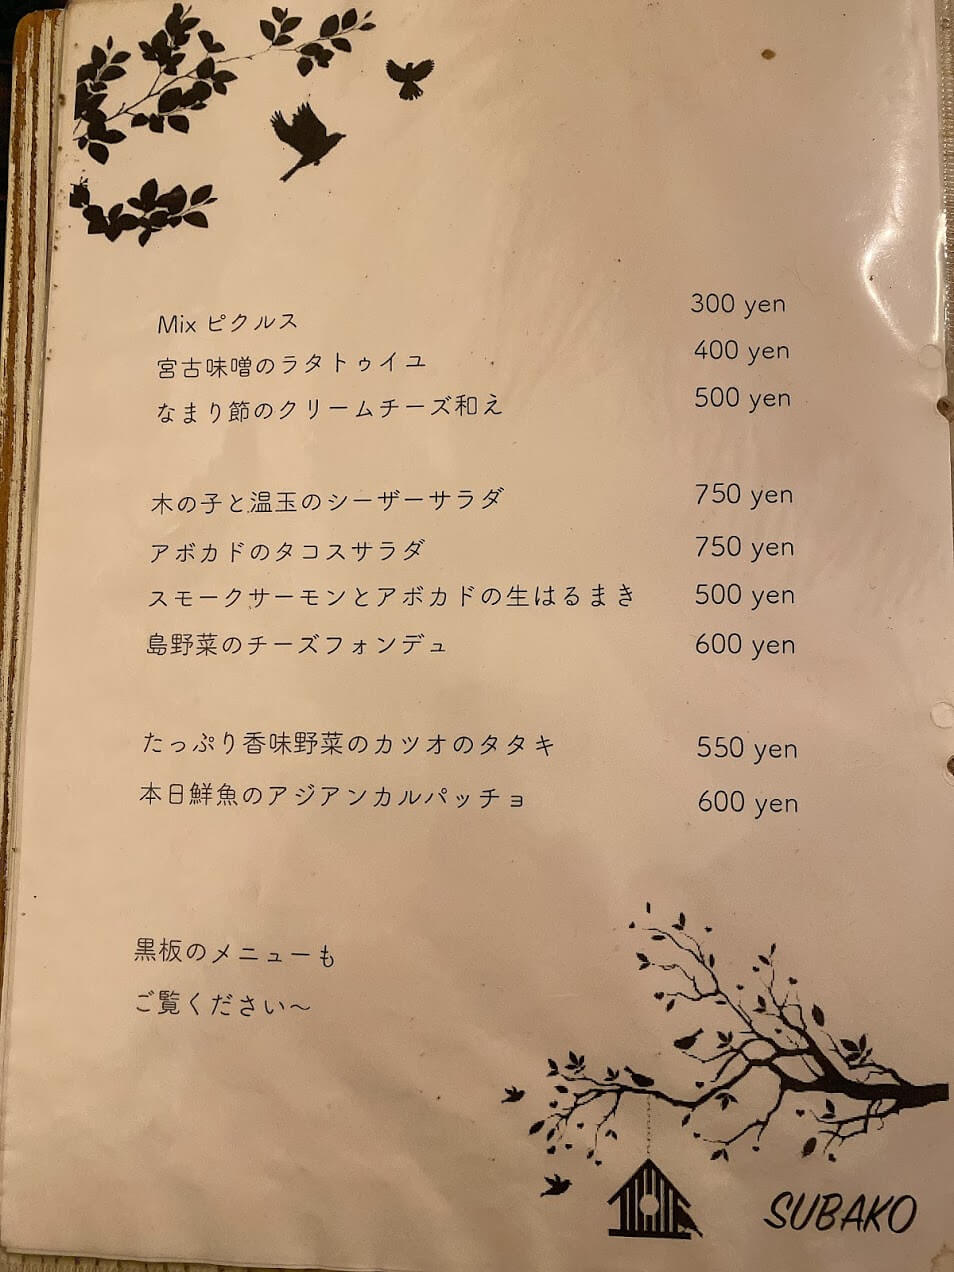 Mix ピクルス 300 yen
宮古味噌のラタトゥイユ 400 yen
なまり節のクリームチーズ和え 500 yen
木の子と温玉のシーザーサラダ 750 yen
アボカドのタコスサラダ 750 yen
スモークサーモンとアボカドの生はるまき 500 yen
島野菜のチーズフォンデュ 600 yen
たっぷり香味野菜のカツオのタタキ 550 yen
本日鮮魚のアジアンカルパッチョ 600 yen
黒板のメニューも
ご覧ください～
SUBAKO